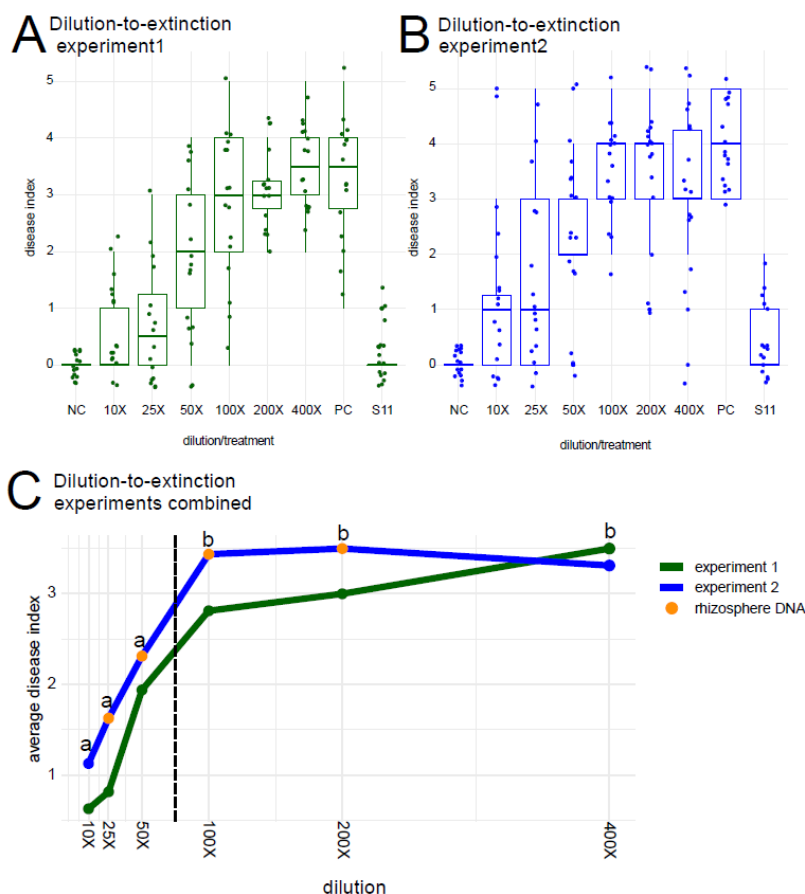 A Dilution-to-extinction
experiment1
5
4
3
2
1
0
disease index
NC 10X 25X 50X 100X 200X 400X PC S11
dilution/treatment
B Dilution-to-extinction
experiment2
5
4
3
2
1
0
disease index
NC 10X 25X 50X 100X 200X 400X PC S11
dilution/treatment
C Dilution-to-extinction
experiments combined
3
2
1
average disease index
a
a
a
b
b
b
10X 25X 50X 100X 200X 400X
dilution
experiment 1
experiment 2
rhizosphere DNA